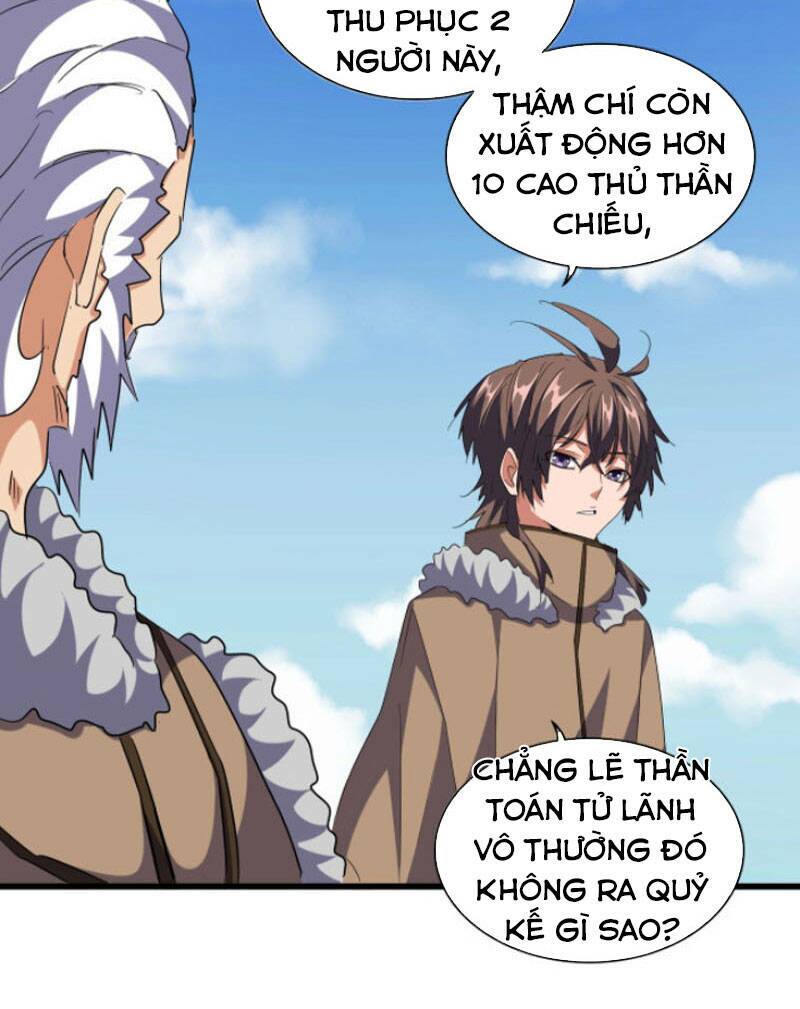 THU PHỤC 2
NGƯỜI NÀY,
THẬM CHÍ CÒN
XUẤT ĐỘNG HƠN
10 CAO THỦ THẦN
CHIẾU,
CHẲNG LẼ THẦN
TOÁN TỬ LÃNH
VÔ THƯỜNG ĐÓ
KHÔNG RA QUỶ
KẾ GÌ SAO?